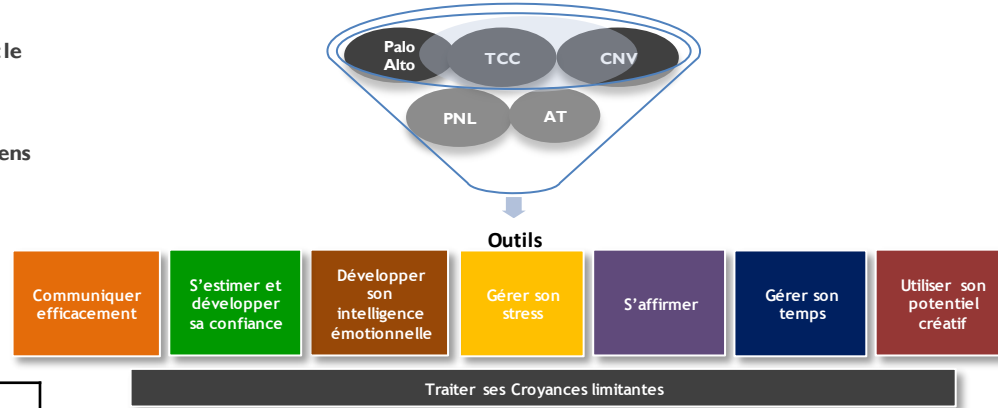 le
ens
Palo
Alto
TCC
CNV
PNL
AT
Outils
Communiquer
efficacement
S'estimer et
développer
sa confiance
Développer
son
intelligence
émotionnelle
Gérer son
stress
S'affirmer
Gérer son
temps
Utiliser son
potentiel
créatif
Traiter ses Croyances limitantes